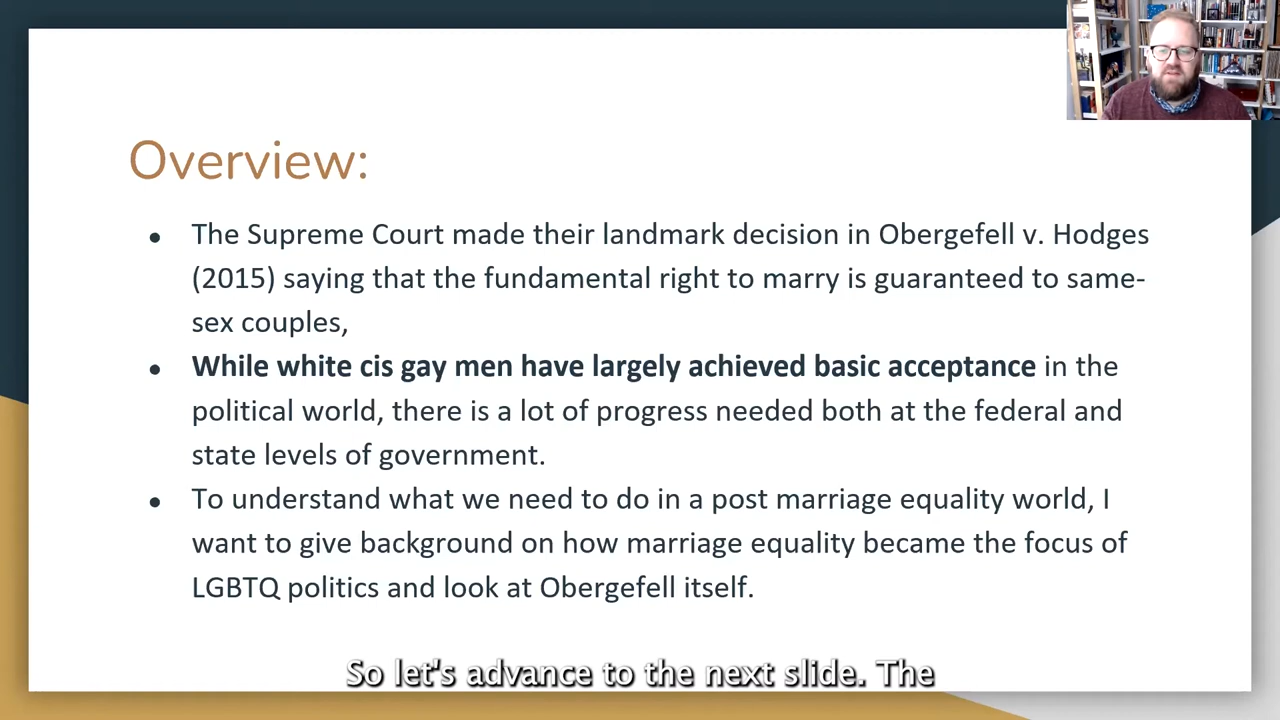 Overview:
● The Supreme Court made their landmark decision in Obergefell v. Hodges
(2015) saying that the fundamental right to marry is guaranteed to same-
sex couples,
● While white cis gay men have largely achieved basic acceptance in the
political world, there is a lot of progress needed both at the federal and
state levels of government.
● To understand what we need to do in a post marriage equality world, I
want to give background on how marriage equality became the focus of
LGBTQ politics and look at Obergefell itself.
So let's advance to the next slide. The